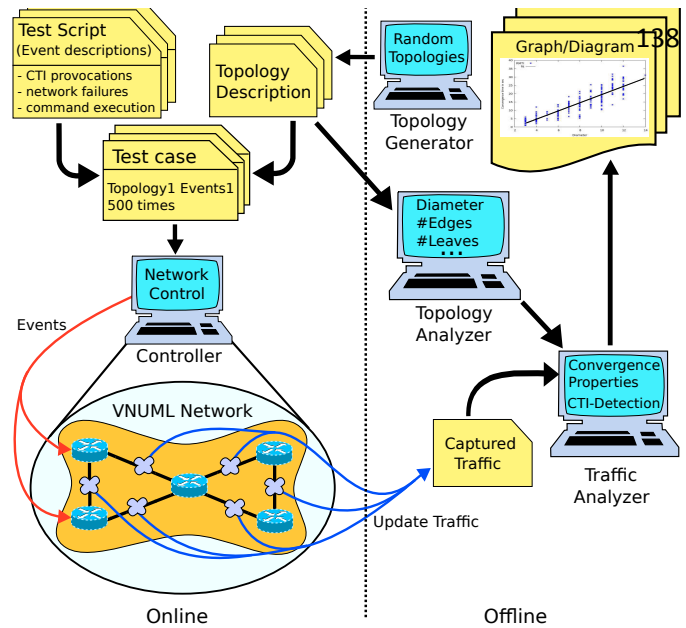 Test Script
(Event descriptions)
- CTI provocations
- network failures
- command execution
Topology
Description
Random
Topologies
Topology
Generator
Graph/Diagram
138
Test case
Topology1 Events1
500 times
Diameter
#Edges
#Leaves
...
Topology
Analyzer
Network
Control
Controller
Events
VNUML Network
Convergence
Properties
CTI-Detection
Traffic
Analyzer
Captured
Traffic
Update Traffic
Online
Offline